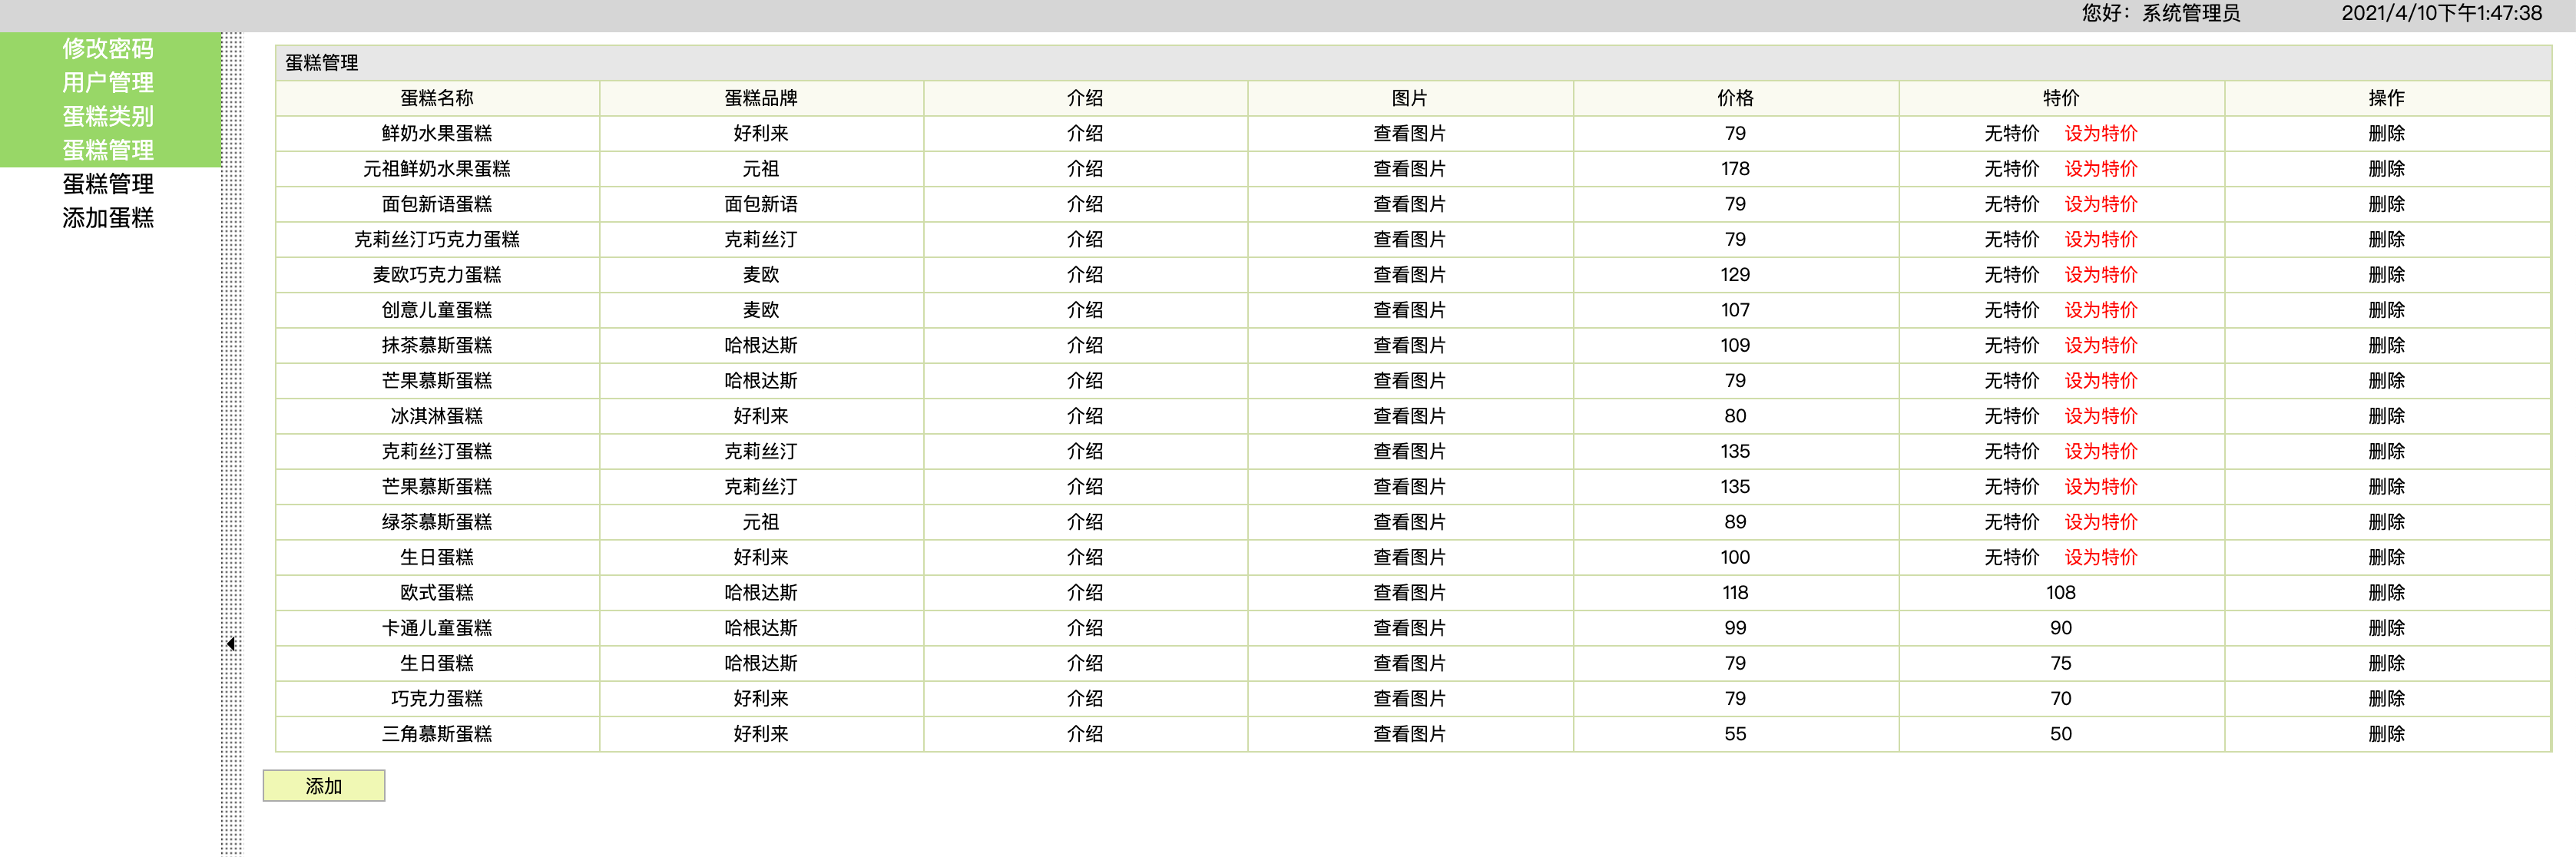 您好：系统管理员 2021/4/10下午1:47:38
修改密码
用户管理
蛋糕类别
蛋糕管理
蛋糕管理
添加蛋糕
蛋糕管理
蛋糕名称 蛋糕品牌 介绍 图片 价格 特价 操作
鲜奶水果蛋糕 好利来 介绍 查看图片 79 无特价 设为特价 删除
元祖鲜奶水果蛋糕 元祖 介绍 查看图片 178 无特价 设为特价 删除
面包新语蛋糕 面包新语 介绍 查看图片 79 无特价 设为特价 删除
克莉丝汀巧克力蛋糕 克莉丝汀 介绍 查看图片 79 无特价 设为特价 删除
麦欧巧克力蛋糕 麦欧 介绍 查看图片 129 无特价 设为特价 删除
创意儿童蛋糕 麦欧 介绍 查看图片 107 无特价 设为特价 删除
抹茶慕斯蛋糕 哈根达斯 介绍 查看图片 109 无特价 设为特价 删除
芒果慕斯蛋糕 哈根达斯 介绍 查看图片 79 无特价 设为特价 删除
冰淇淋蛋糕 好利来 介绍 查看图片 80 无特价 设为特价 删除
克莉丝汀蛋糕 克莉丝汀 介绍 查看图片 135 无特价 设为特价 删除
芒果慕斯蛋糕 克莉丝汀 介绍 查看图片 135 无特价 设为特价 删除
绿茶慕斯蛋糕 元祖 介绍 查看图片 89 无特价 设为特价 删除
生日蛋糕 好利来 介绍 查看图片 100 无特价 设为特价 删除
欧式蛋糕 哈根达斯 介绍 查看图片 118 108 删除
卡通儿童蛋糕 哈根达斯 介绍 查看图片 99 90 删除
生日蛋糕 哈根达斯 介绍 查看图片 79 75 删除
巧克力蛋糕 好利来 介绍 查看图片 79 70 删除
三角慕斯蛋糕 好利来 介绍 查看图片 55 50 删除
添加